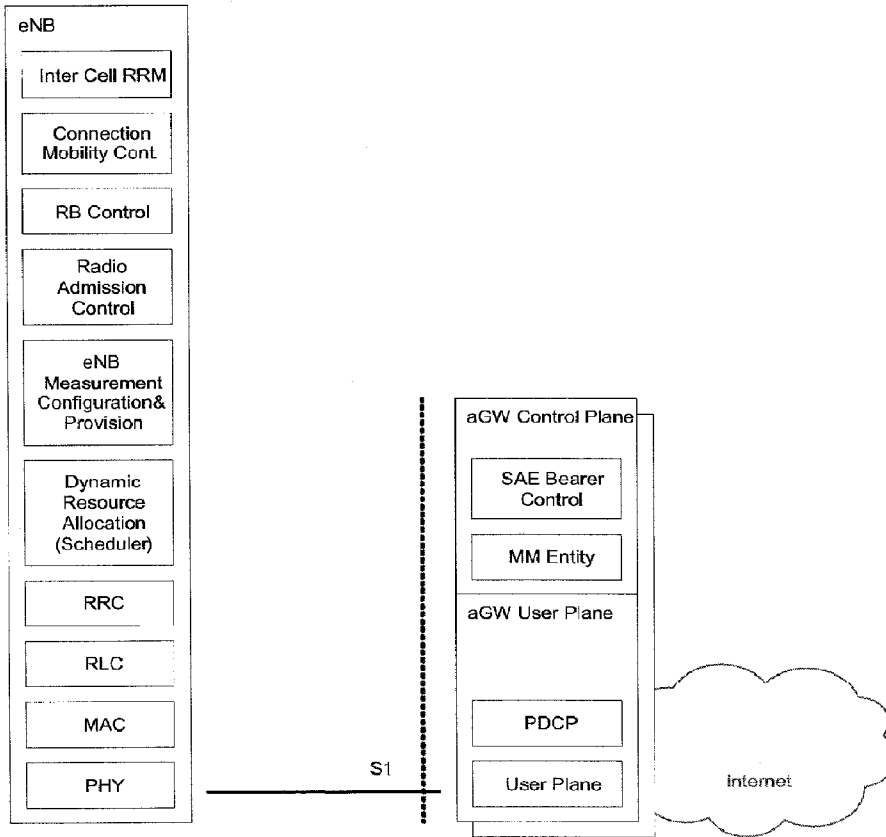 eNB
Inter Cell RRM
Connection
Mobility Cont.
RB Control
Radio
Admission
Control
eNB
Measurement
Configuration&
Provision
Dynamic
Resource
Allocation
(Scheduler)
RRC
RLC
MAC
PHY
S1
aGW Control Plane
SAE Bearer
Control
MM Entity
aGW User Plane
PDCP
User Plane
internet